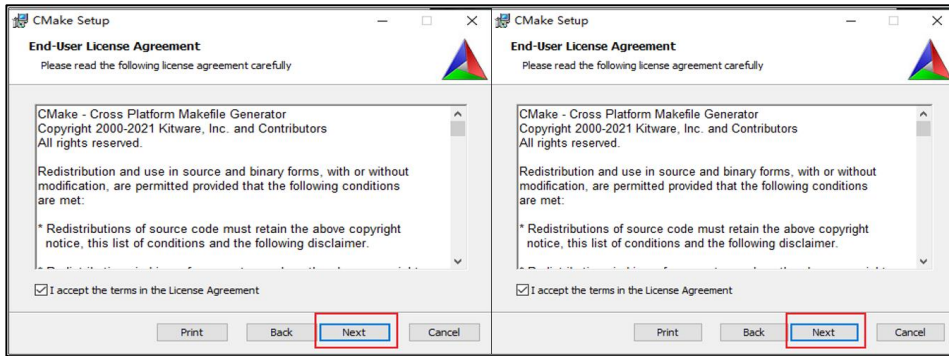 CMake Setup
End-User License Agreement
Please read the following license agreement carefully
CMake - Cross Platform Makefile Generator
Copyright 2000-2021 Kitware, Inc. and Contributors
All rights reserved.
Redistribution and use in source and binary forms, with or without
modification, are permitted provided that the following conditions
are met:
* Redistributions of source code must retain the above copyright
notice, this list of conditions and the following disclaimer.
I accept the terms in the License Agreement
Print Back Next Cancel
CMake Setup
End-User License Agreement
Please read the following license agreement carefully
CMake - Cross Platform Makefile Generator
Copyright 2000-2021 Kitware, Inc. and Contributors
All rights reserved.
Redistribution and use in source and binary forms, with or without
modification, are permitted provided that the following conditions
are met:
* Redistributions of source code must retain the above copyright
notice, this list of conditions and the following disclaimer.
I accept the terms in the License Agreement
Print Back Next Cancel